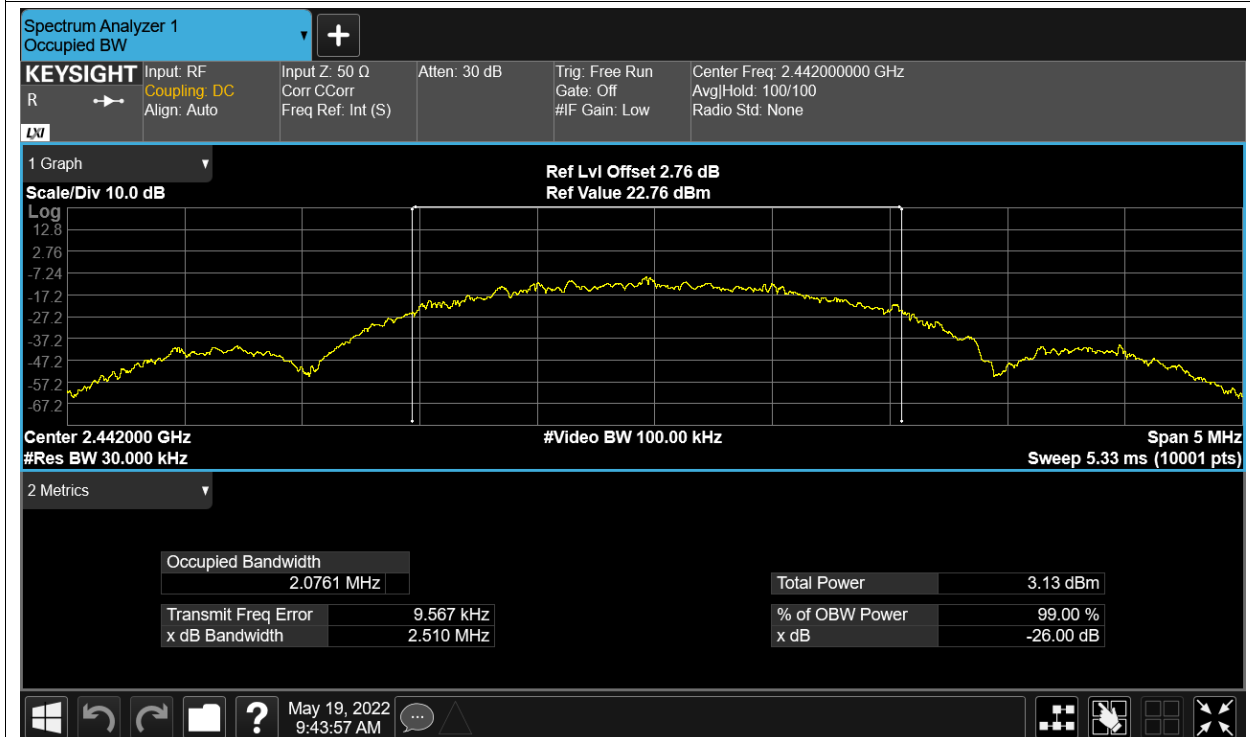 Spectrum Analyzer 1
Occupied BW
KEYSIGHT
R
LXI
Input: RF
Coupling: DC
Align: Auto
Input Z: 50 Ω
Corr CCorr
Freq Ref: Int (S)
Atten: 30 dB
Trig: Free Run
Gate: Off
#IF Gain: Low
Center Freq: 2.442000000 GHz
Avg|Hold: 100/100
Radio Std: None
1 Graph
Scale/Div 10.0 dB
Ref Lvl Offset 2.76 dB
Ref Value 22.76 dBm
Log
12.8
2.76
-7.24
-17.2
-27.2
-37.2
-47.2
-57.2
-67.2
Center 2.442000 GHz
#Video BW 100.00 kHz
Span 5 MHz
#Res BW 30.000 kHz
Sweep 5.33 ms (10001 pts)
2 Metrics
Occupied Bandwidth
2.0761 MHz
Total Power 3.13 dBm
Transmit Freq Error 9.567 kHz
% of OBW Power 99.00 %
x dB Bandwidth 2.510 MHz
x dB -26.00 dB
?
May 19, 2022
9:43:57 AM